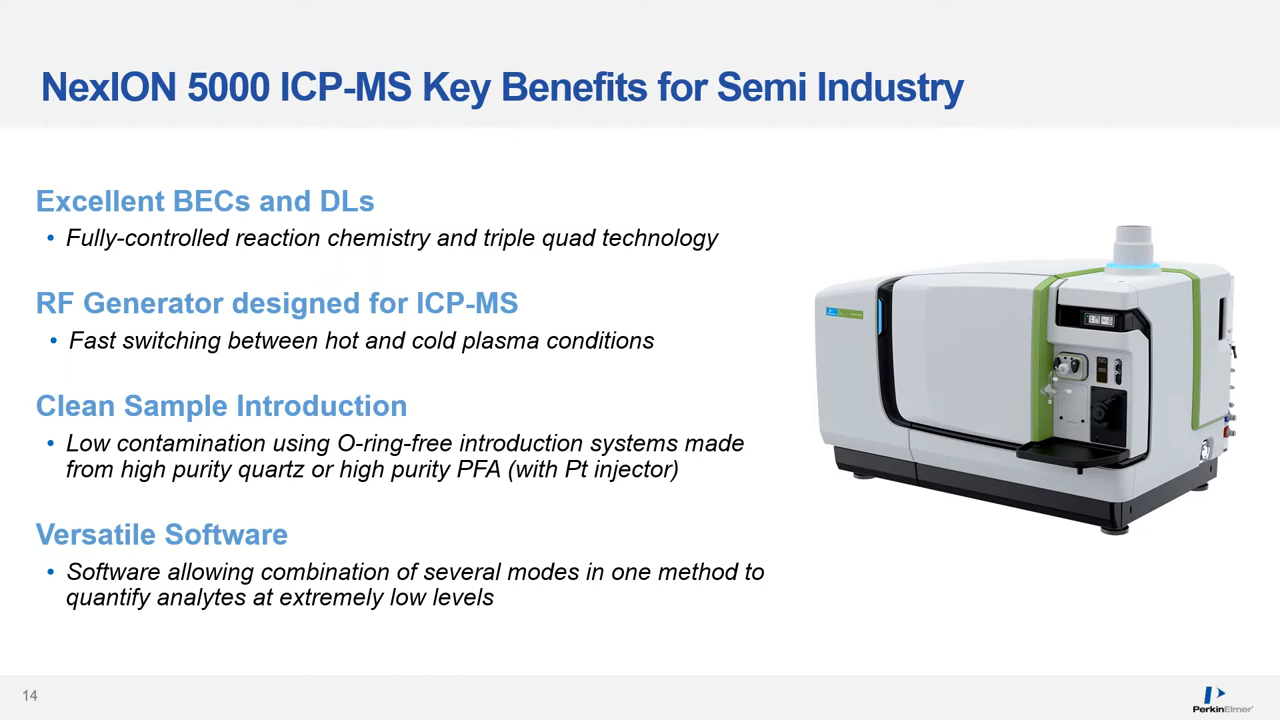 NexION 5000 ICP-MS Key Benefits for Semi Industry
Excellent BECs and DLs
• Fully-controlled reaction chemistry and triple quad technology
RF Generator designed for ICP-MS
• Fast switching between hot and cold plasma conditions
Clean Sample Introduction
• Low contamination using O-ring-free introduction systems made
from high purity quartz or high purity PFA (with Pt injector)
Versatile Software
• Software allowing combination of several modes in one method to
quantify analytes at extremely low levels
14
PerkinElmer